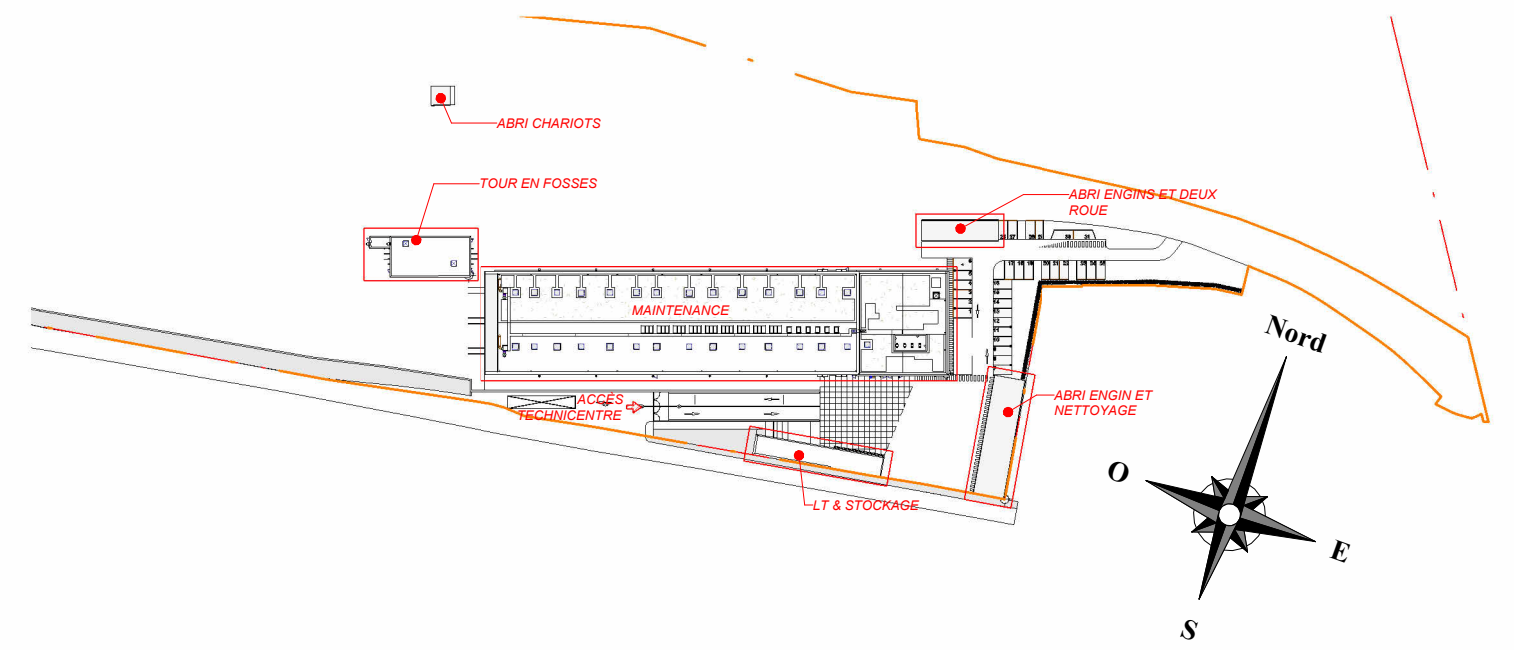 ABRI CHARIOTS
TOUR EN FOSSES
ABRI ENGINS ET DEUX
ROUE
MAINTENANCE
Nord
ACCÈS
TECHNICENTRE
ABRI ENGIN ET
NETTOYAGE
O
LT & STOCKAGE
E
S